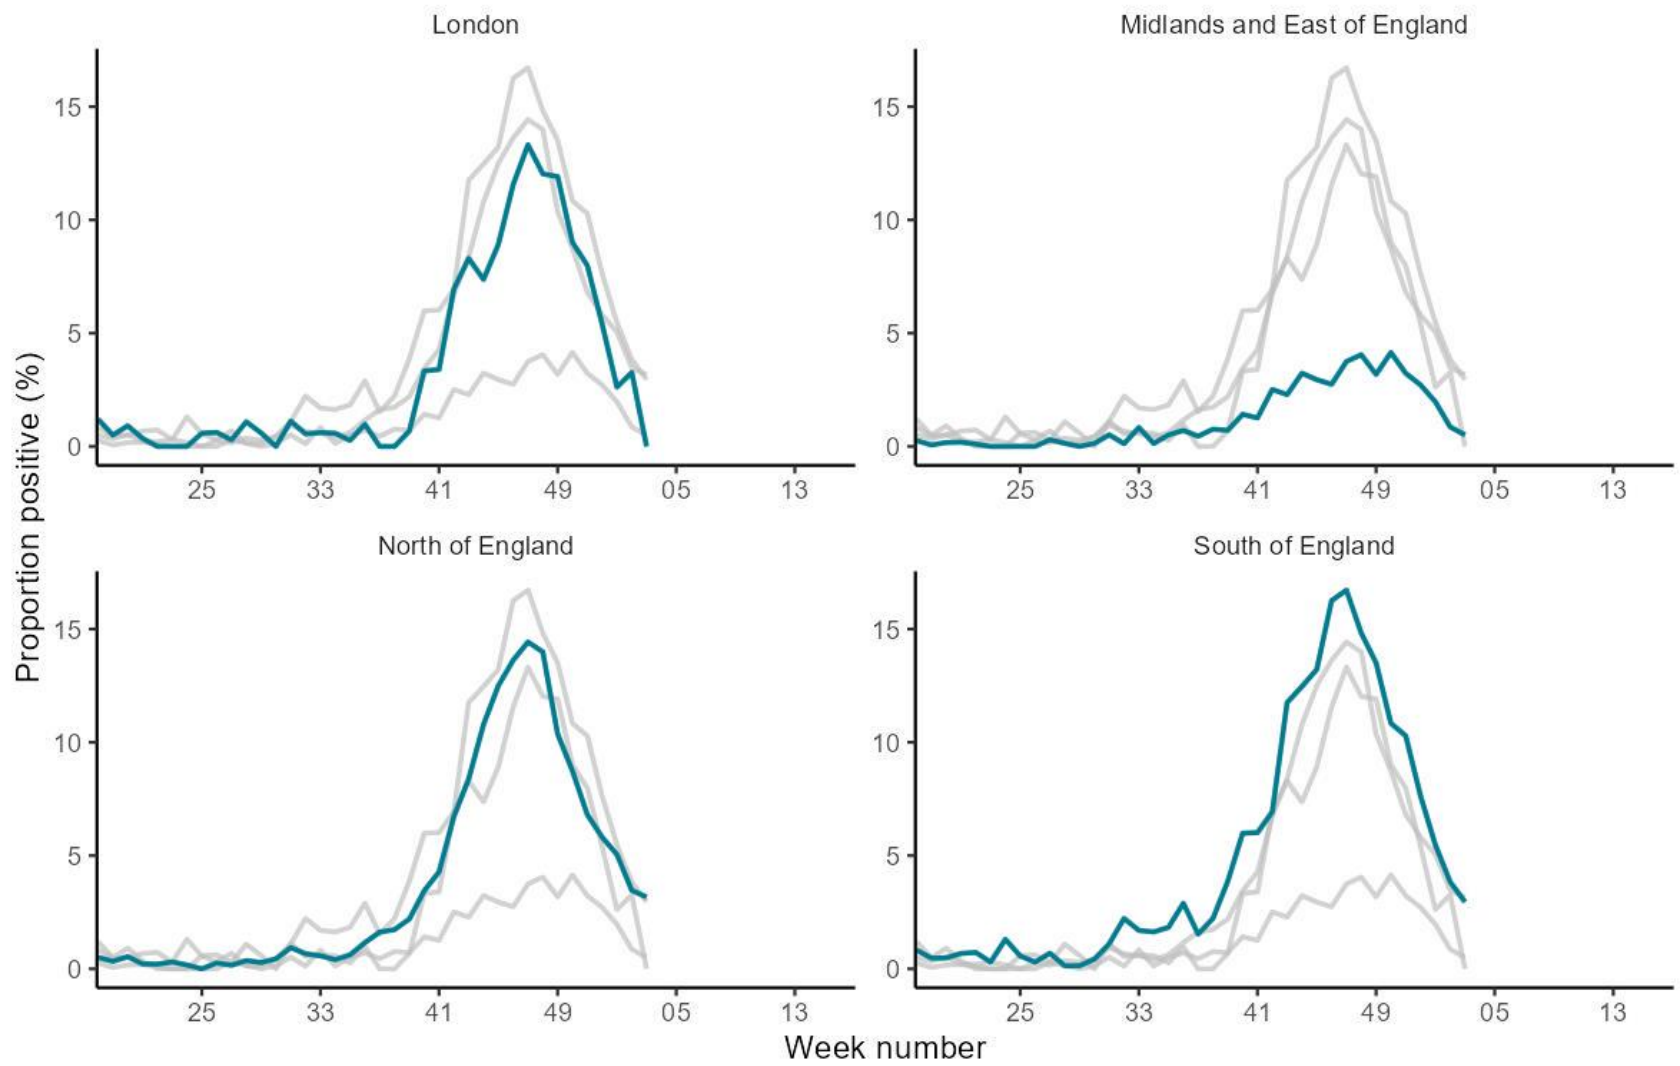 London
Midlands and East of England
15
10
5
0
25 33 41 49 05 13
15
10
5
0
25 33 41 49 05 13
North of England
South of England
15
10
5
0
25 33 41 49 05 13
15
10
5
0
25 33 41 49 05 13
Proportion positive (%)
Week number